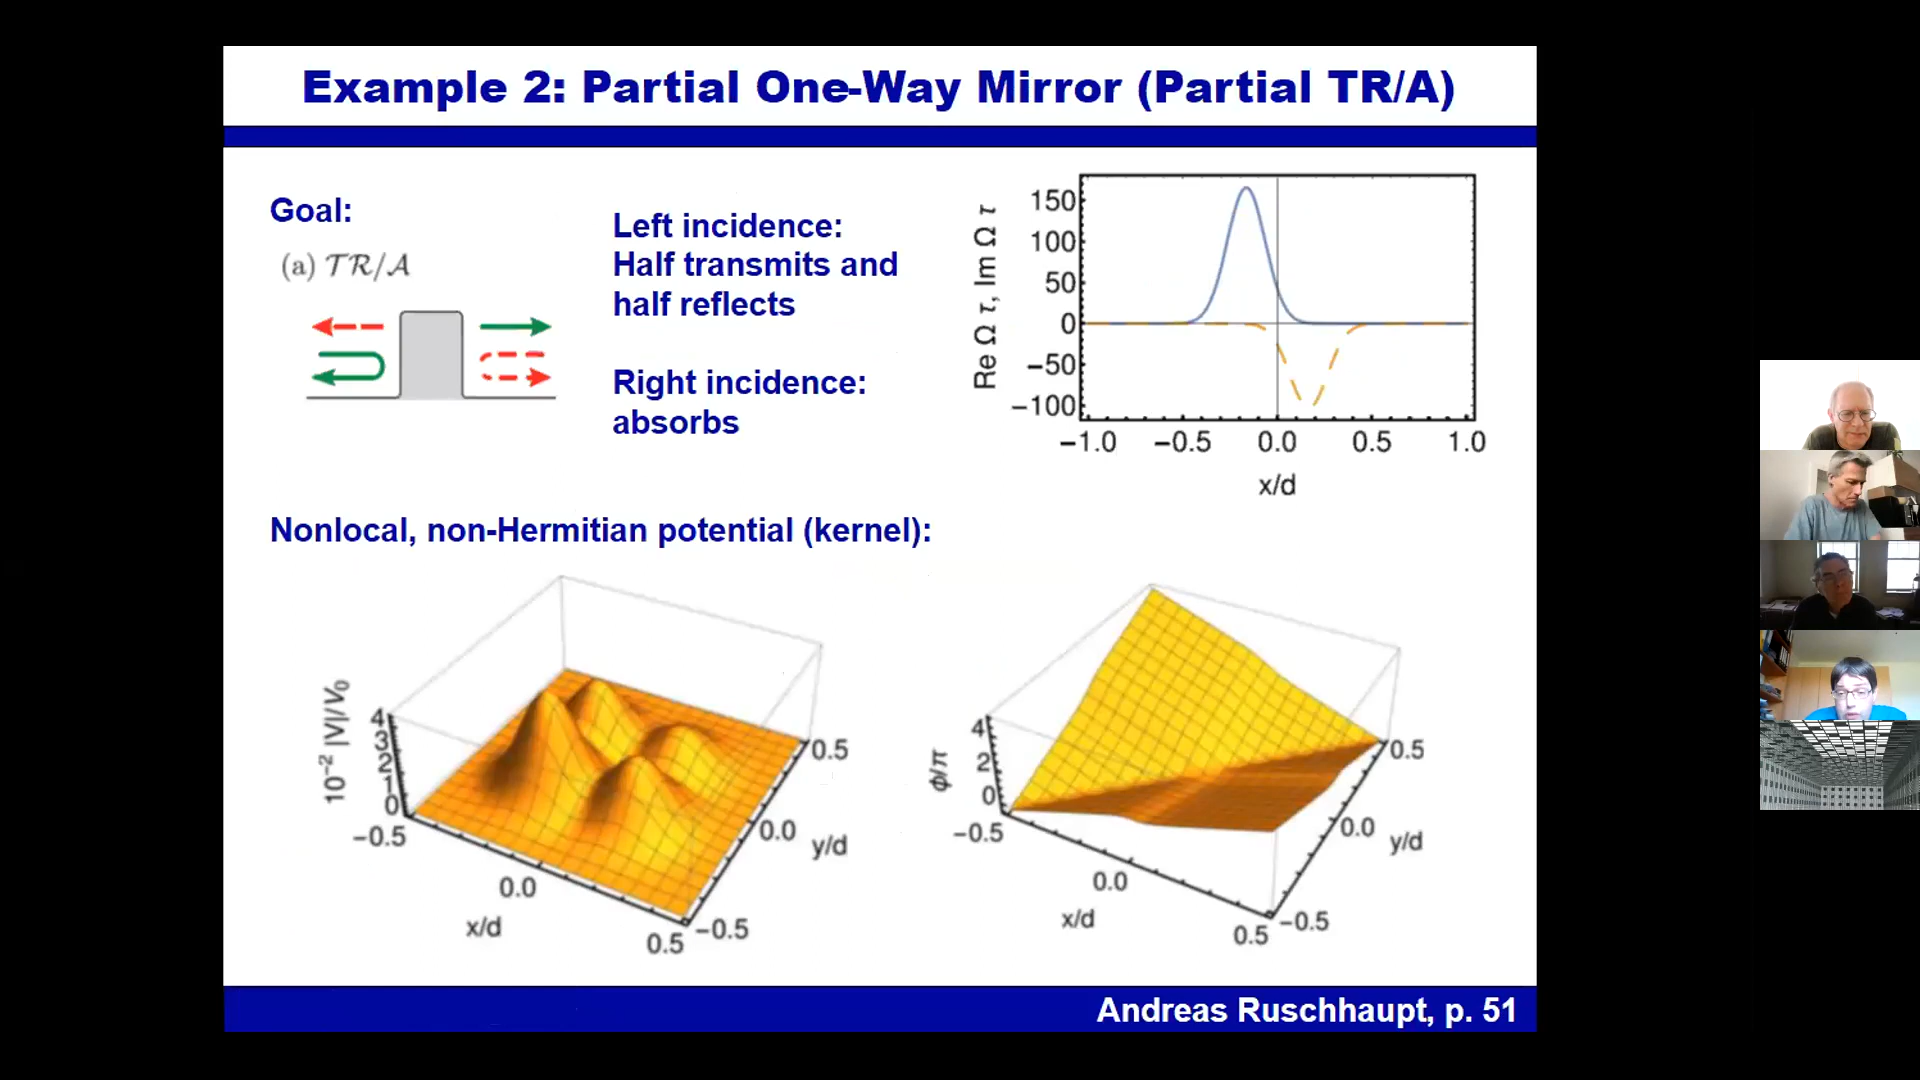 Example 2: Partial One-Way Mirror (Partial TR/A)
Goal:
(a) TR/A
Left incidence:
Half transmits and
half reflects
Right incidence:
absorbs
Re Ω τ, Im Ω τ
150
100
50
0
−50
−100
−1.0 −0.5 0.0 0.5 1.0
x/d
Nonlocal, non-Hermitian potential (kernel):
10⁻² |V|/V₀
4
3
2
1
0
−0.5
0.0
0.5
x/d
−0.5
0.0
0.5
y/d
ϕ/π
4
2
0
−0.5
0.0
0.5
x/d
−0.5
0.0
0.5
y/d
Andreas Ruschhaupt, p. 51